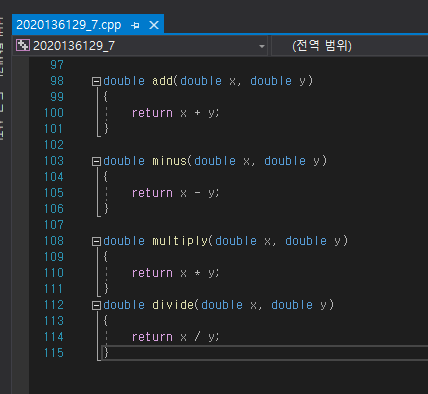 2020136129_7.cpp
2020136129_7 (전역 범위)
97
98 double add(double x, double y)
99 {
100 return x + y;
101 }
102
103 double minus(double x, double y)
104 {
105 return x - y;
106 }
107
108 double multiply(double x, double y)
109 {
110 return x * y;
111 }
112 double divide(double x, double y)
113 {
114 return x / y;
115 }